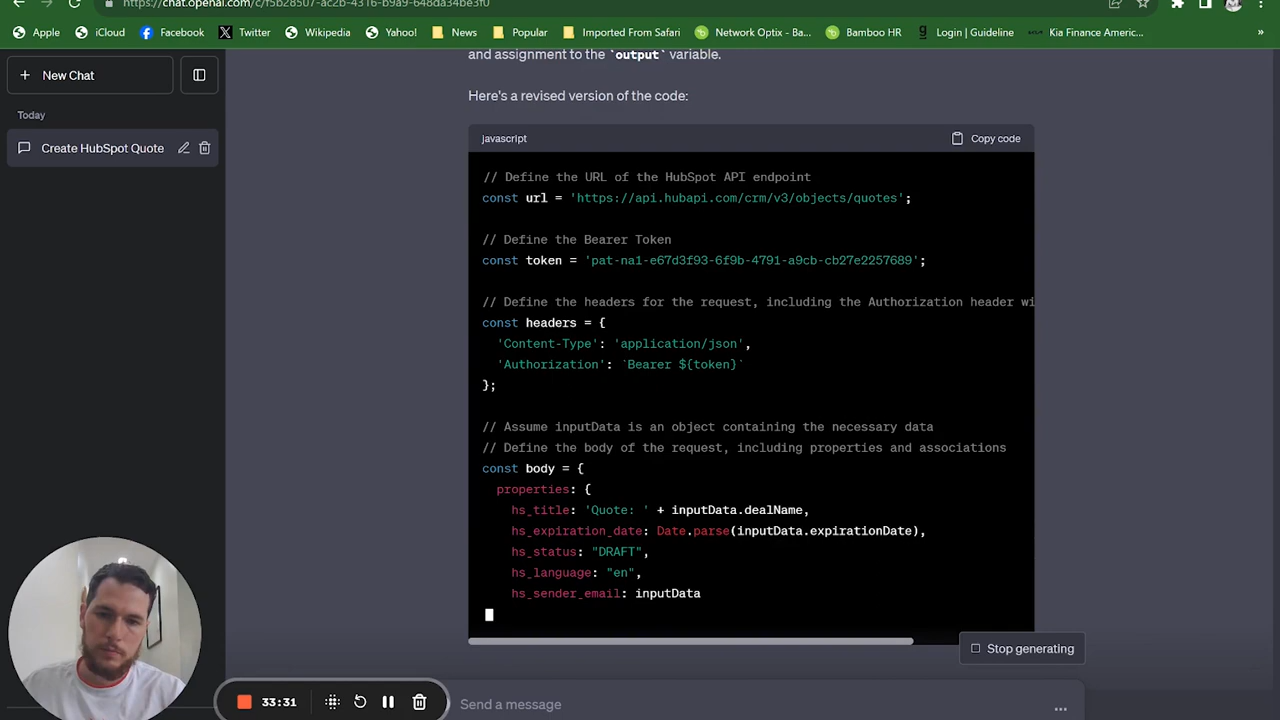 https://chat.openai.com/c/f5b28507-ac2b-4316-b9a9-648da34be3f0
Apple iCloud Facebook Twitter Wikipedia Yahoo! News Popular Imported From Safari Network Optix - Ba... Bamboo HR Login | Guideline Kia Finance Americ... »
New Chat
Today
Create HubSpot Quote
and assignment to the `output` variable.
Here's a revised version of the code:
javascript Copy code
// Define the URL of the HubSpot API endpoint
const url = 'https://api.hubapi.com/crm/v3/objects/quotes';
// Define the Bearer Token
const token = 'pat-na1-e67d3f93-6f9b-4791-a9cb-cb27e2257689';
// Define the headers for the request, including the Authorization header wi
const headers = {
'Content-Type': 'application/json',
'Authorization': `Bearer ${token}`
};
// Assume inputData is an object containing the necessary data
// Define the body of the request, including properties and associations
const body = {
properties: {
hs_title: 'Quote: ' + inputData.dealName,
hs_expiration_date: Date.parse(inputData.expirationDate),
hs_status: "DRAFT",
hs_language: "en",
hs_sender_email: inputData
Stop generating
33:31
Send a message